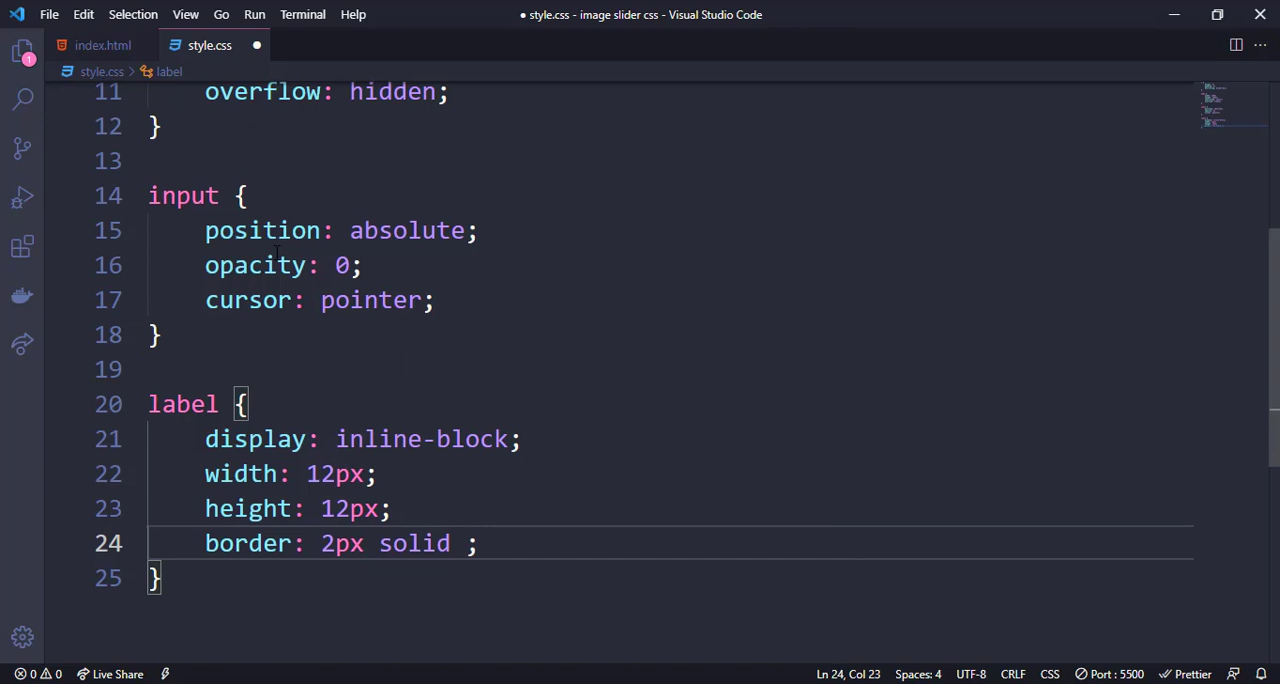 File Edit Selection View Go Run Terminal Help
● style.css - image slider css - Visual Studio Code
index.html style.css
style.css > label
11 overflow: hidden;
12 }
13
14 input {
15 position: absolute;
16 opacity: 0;
17 cursor: pointer;
18 }
19
20 label {
21 display: inline-block;
22 width: 12px;
23 height: 12px;
24 border: 2px solid ;
25 }
1
0 0 Live Share Ln 24, Col 23 Spaces: 4 UTF-8 CRLF CSS Port : 5500 Prettier